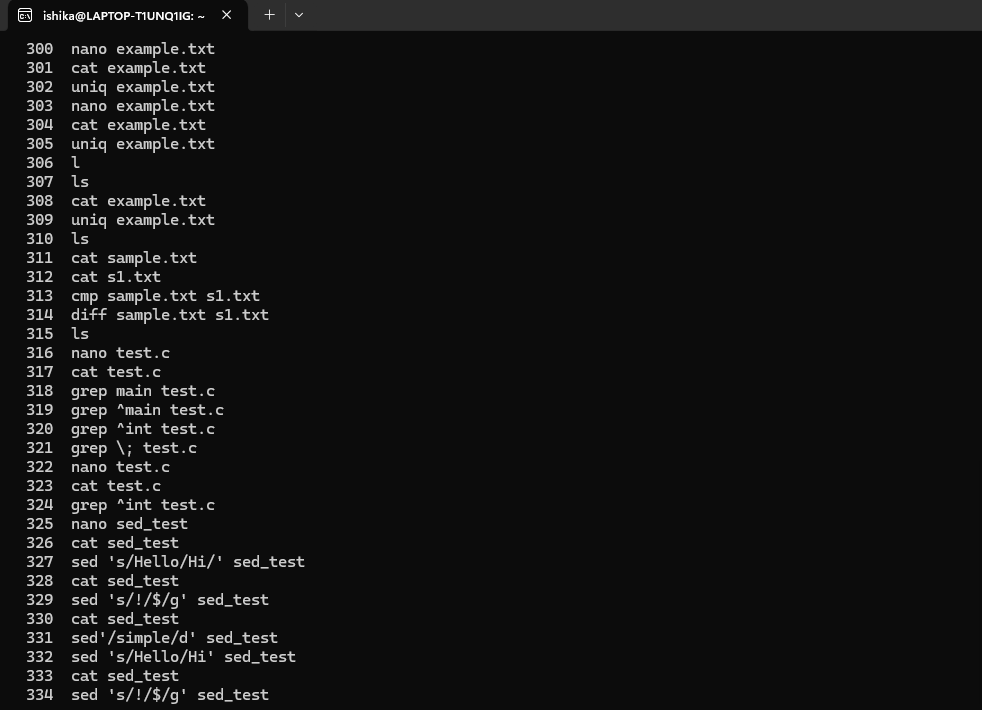 ishika@LAPTOP-T1UNQ1IG: ~
300 nano example.txt
301 cat example.txt
302 uniq example.txt
303 nano example.txt
304 cat example.txt
305 uniq example.txt
306 l
307 ls
308 cat example.txt
309 uniq example.txt
310 ls
311 cat sample.txt
312 cat s1.txt
313 cmp sample.txt s1.txt
314 diff sample.txt s1.txt
315 ls
316 nano test.c
317 cat test.c
318 grep main test.c
319 grep ^main test.c
320 grep ^int test.c
321 grep \; test.c
322 nano test.c
323 cat test.c
324 grep ^int test.c
325 nano sed_test
326 cat sed_test
327 sed 's/Hello/Hi/' sed_test
328 cat sed_test
329 sed 's/!/$/g' sed_test
330 cat sed_test
331 sed'/simple/d' sed_test
332 sed 's/Hello/Hi' sed_test
333 cat sed_test
334 sed 's/!/$/g' sed_test